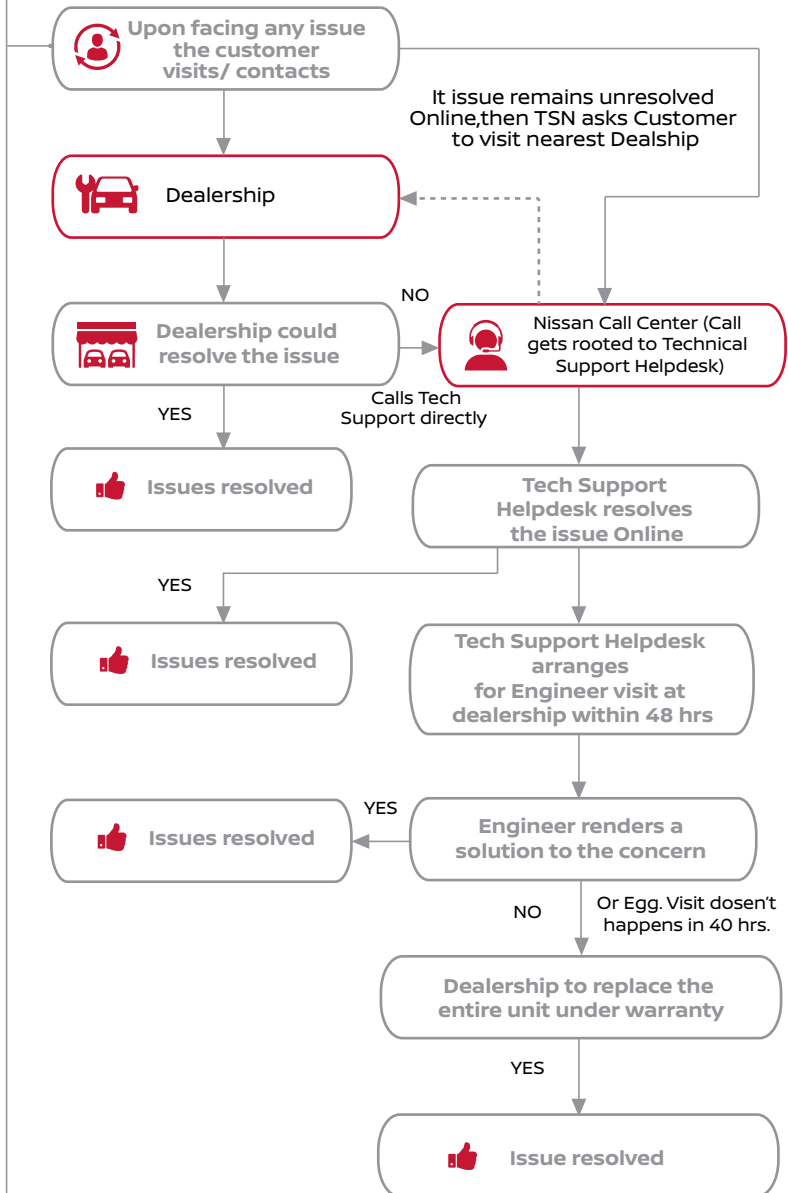 Upon facing any issue
the customer
visits/ contacts
It issue remains unresolved
Online,then TSN asks Customer
to visit nearest Dealship
Dealership
NO
Dealership could
resolve the issue
Nissan Call Center (Call
gets rooted to Technical
Support Helpdesk)
Calls Tech
Support directly
YES
Issues resolved
Tech Support
Helpdesk resolves
the issue Online
YES
Issues resolved
Tech Support Helpdesk
arranges
for Engineer visit at
dealership within 48 hrs
YES
Issues resolved
Engineer renders a
solution to the concern
NO
Or Egg. Visit dosen't
happens in 40 hrs.
Dealership to replace the
entire unit under warranty
YES
Issue resolved